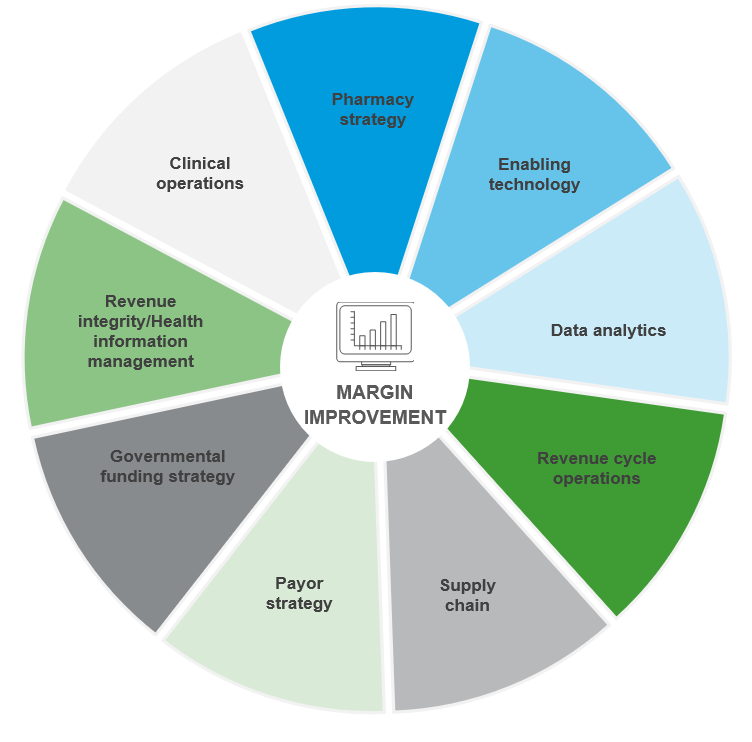 Pharmacy
strategy
Enabling
technology
Data analytics
Revenue cycle
operations
Supply
chain
Payor
strategy
Governmental
funding strategy
Revenue
integrity/Health
information
management
Clinical
operations
MARGIN
IMPROVEMENT